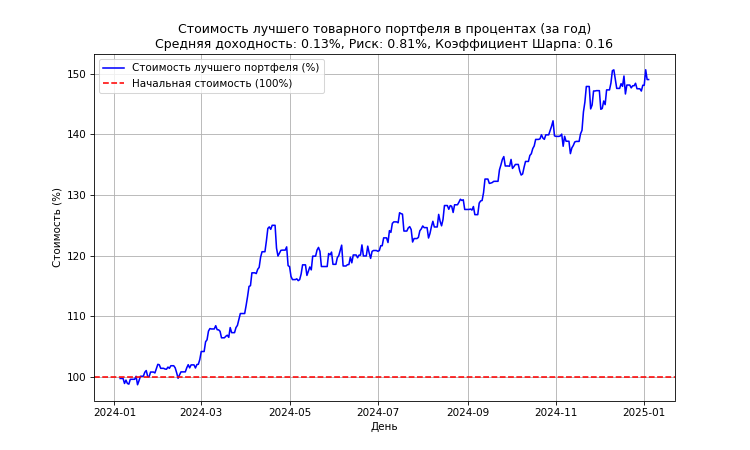 Стоимость лучшего товарного портфеля в процентах (за год)
Средняя доходность: 0.13%, Риск: 0.81%, Коэффициент Шарпа: 0.16
Стоимость лучшего портфеля (%)
Начальная стоимость (100%)
Стоимость (%)
150
140
130
120
110
100
2024-01 2024-03 2024-05 2024-07 2024-09 2024-11 2025-01
День